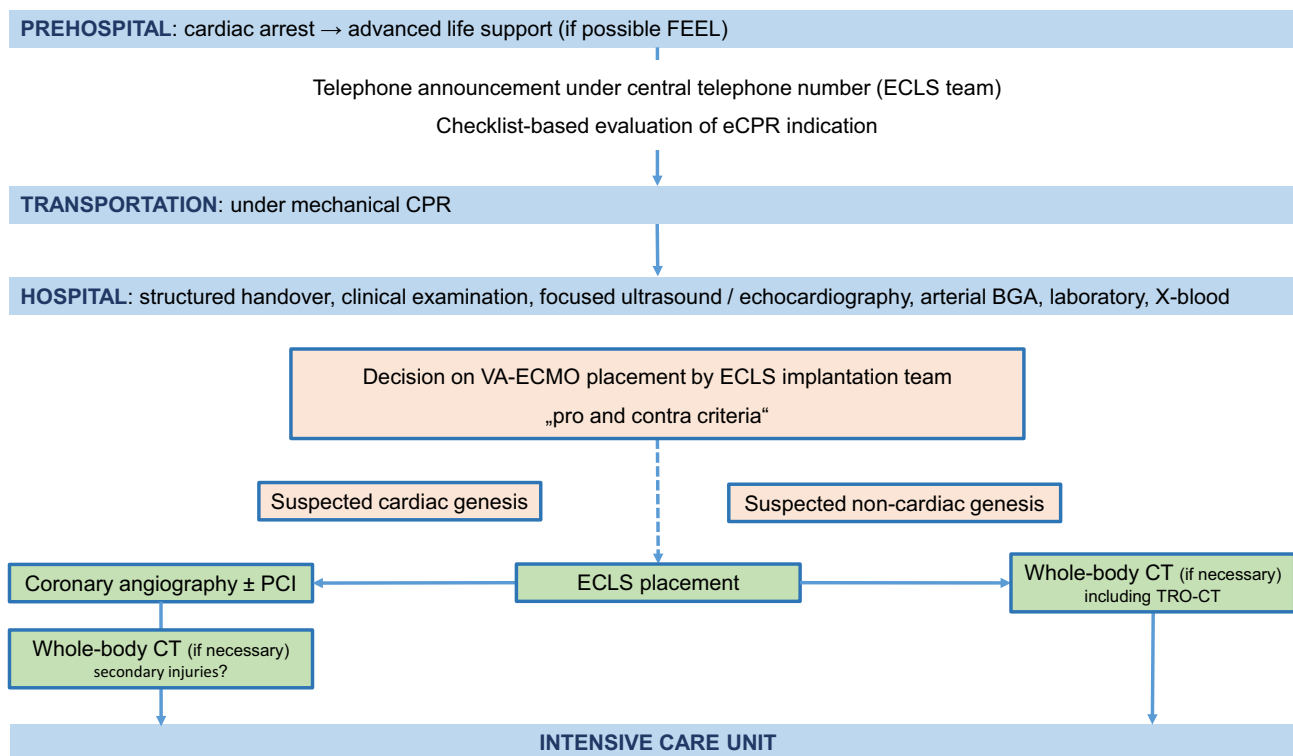 PREHOSPITAL: cardiac arrest → advanced life support (if possible FEEL)
Telephone announcement under central telephone number (ECLS team)
Checklist-based evaluation of eCPR indication
TRANSPORTATION: under mechanical CPR
HOSPITAL: structured handover, clinical examination, focused ultrasound / echocardiography, arterial BGA, laboratory, X-blood
Decision on VA-ECMO placement by ECLS implantation team
„pro and contra criteria“
Suspected cardiac genesis
Suspected non-cardiac genesis
Coronary angiography ± PCI
ECLS placement
Whole-body CT (if necessary)
including TRO-CT
Whole-body CT (if necessary)
secondary injuries?
INTENSIVE CARE UNIT